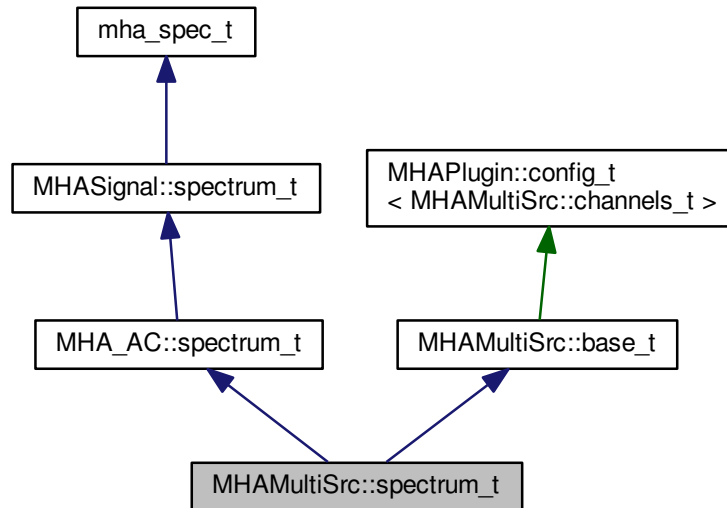 mha_spec_t
MHASignal::spectrum_t
MHAPlugin::config_t
< MHAMultiSrc::channels_t >
MHA_AC::spectrum_t
MHAMultiSrc::base_t
MHAMultiSrc::spectrum_t